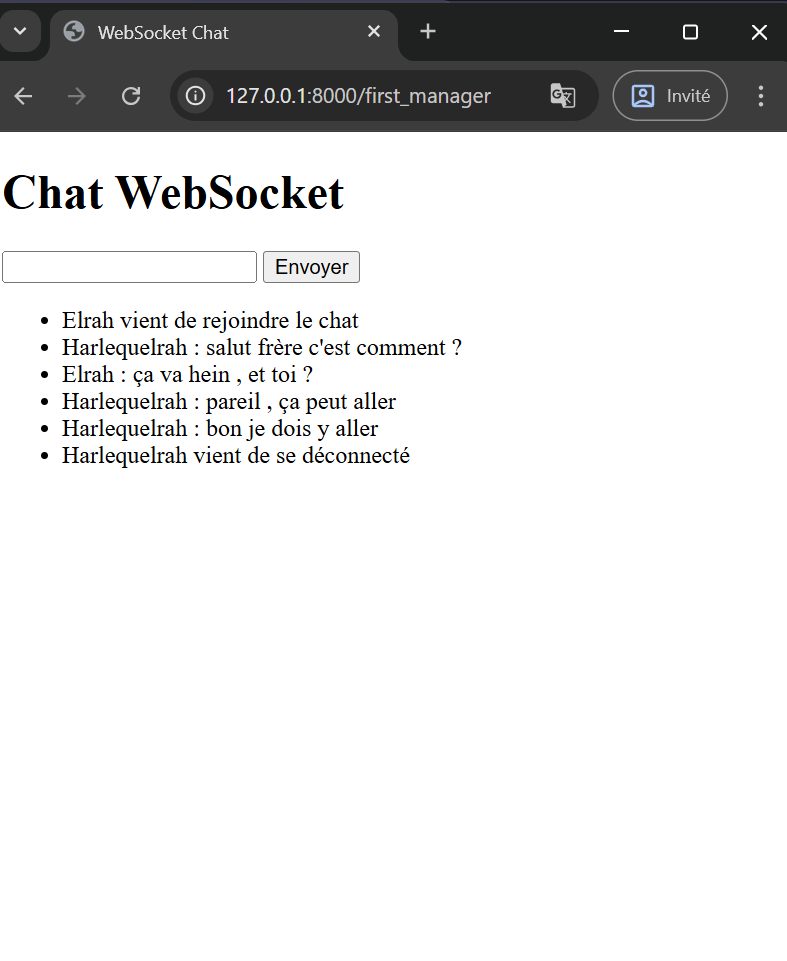 WebSocket Chat
127.0.0.1:8000/first_manager
Invité
Chat WebSocket
Envoyer
Elrah vient de rejoindre le chat
Harlequelrah : salut frère c'est comment ?
Elrah : ça va hein , et toi ?
Harlequelrah : pareil , ça peut aller
Harlequelrah : bon je dois y aller
Harlequelrah vient de se déconnecté